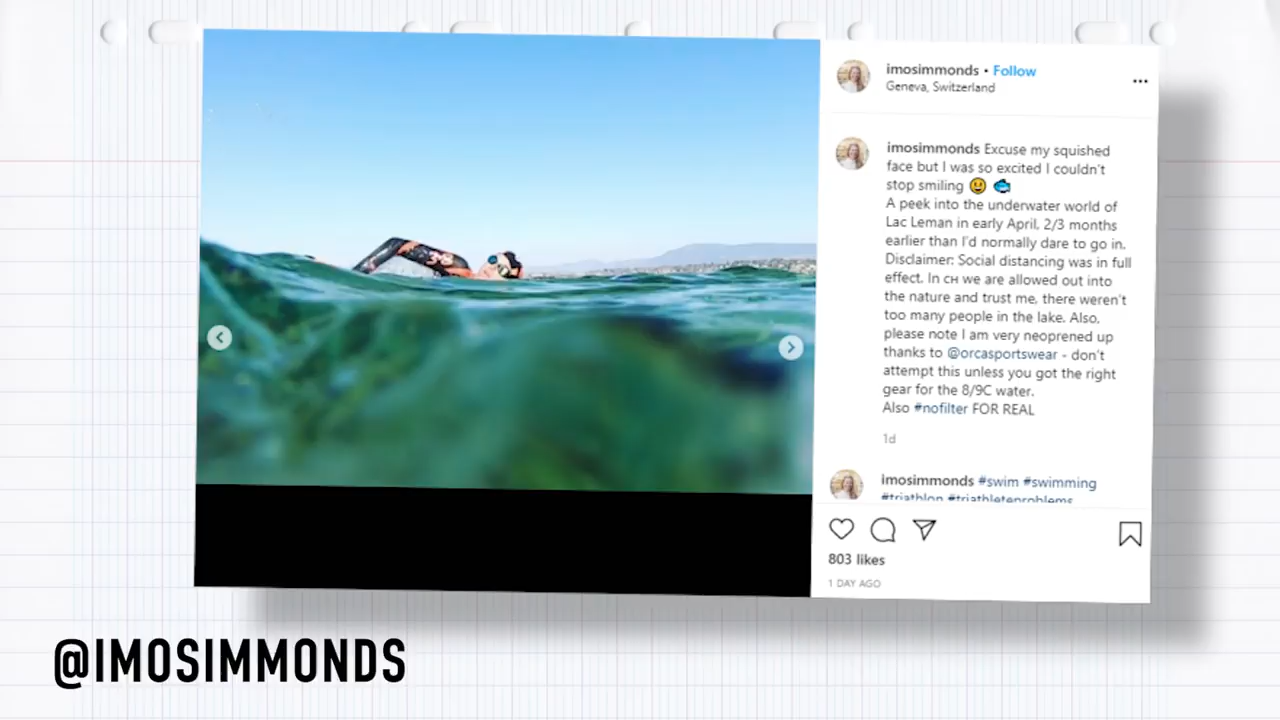 imosimmonds • Follow
Geneva, Switzerland
imosimmonds Excuse my squished
face but I was so excited I couldn't
stop smiling 😃 🐟
A peek into the underwater world of
Lac Leman in early April, 2/3 months
earlier than I'd normally dare to go in.
Disclaimer: Social distancing was in full
effect. In CH we are allowed out into
the nature and trust me, there weren't
too many people in the lake. Also,
please note I am very neoprened up
thanks to @orcasportswear - don't
attempt this unless you got the right
gear for the 8/9C water.
Also #nofilter FOR REAL
1d
imosimmonds #swim #swimming
#triathlon #triathleteproblems
803 likes
1 DAY AGO
@IMOSIMMONDS